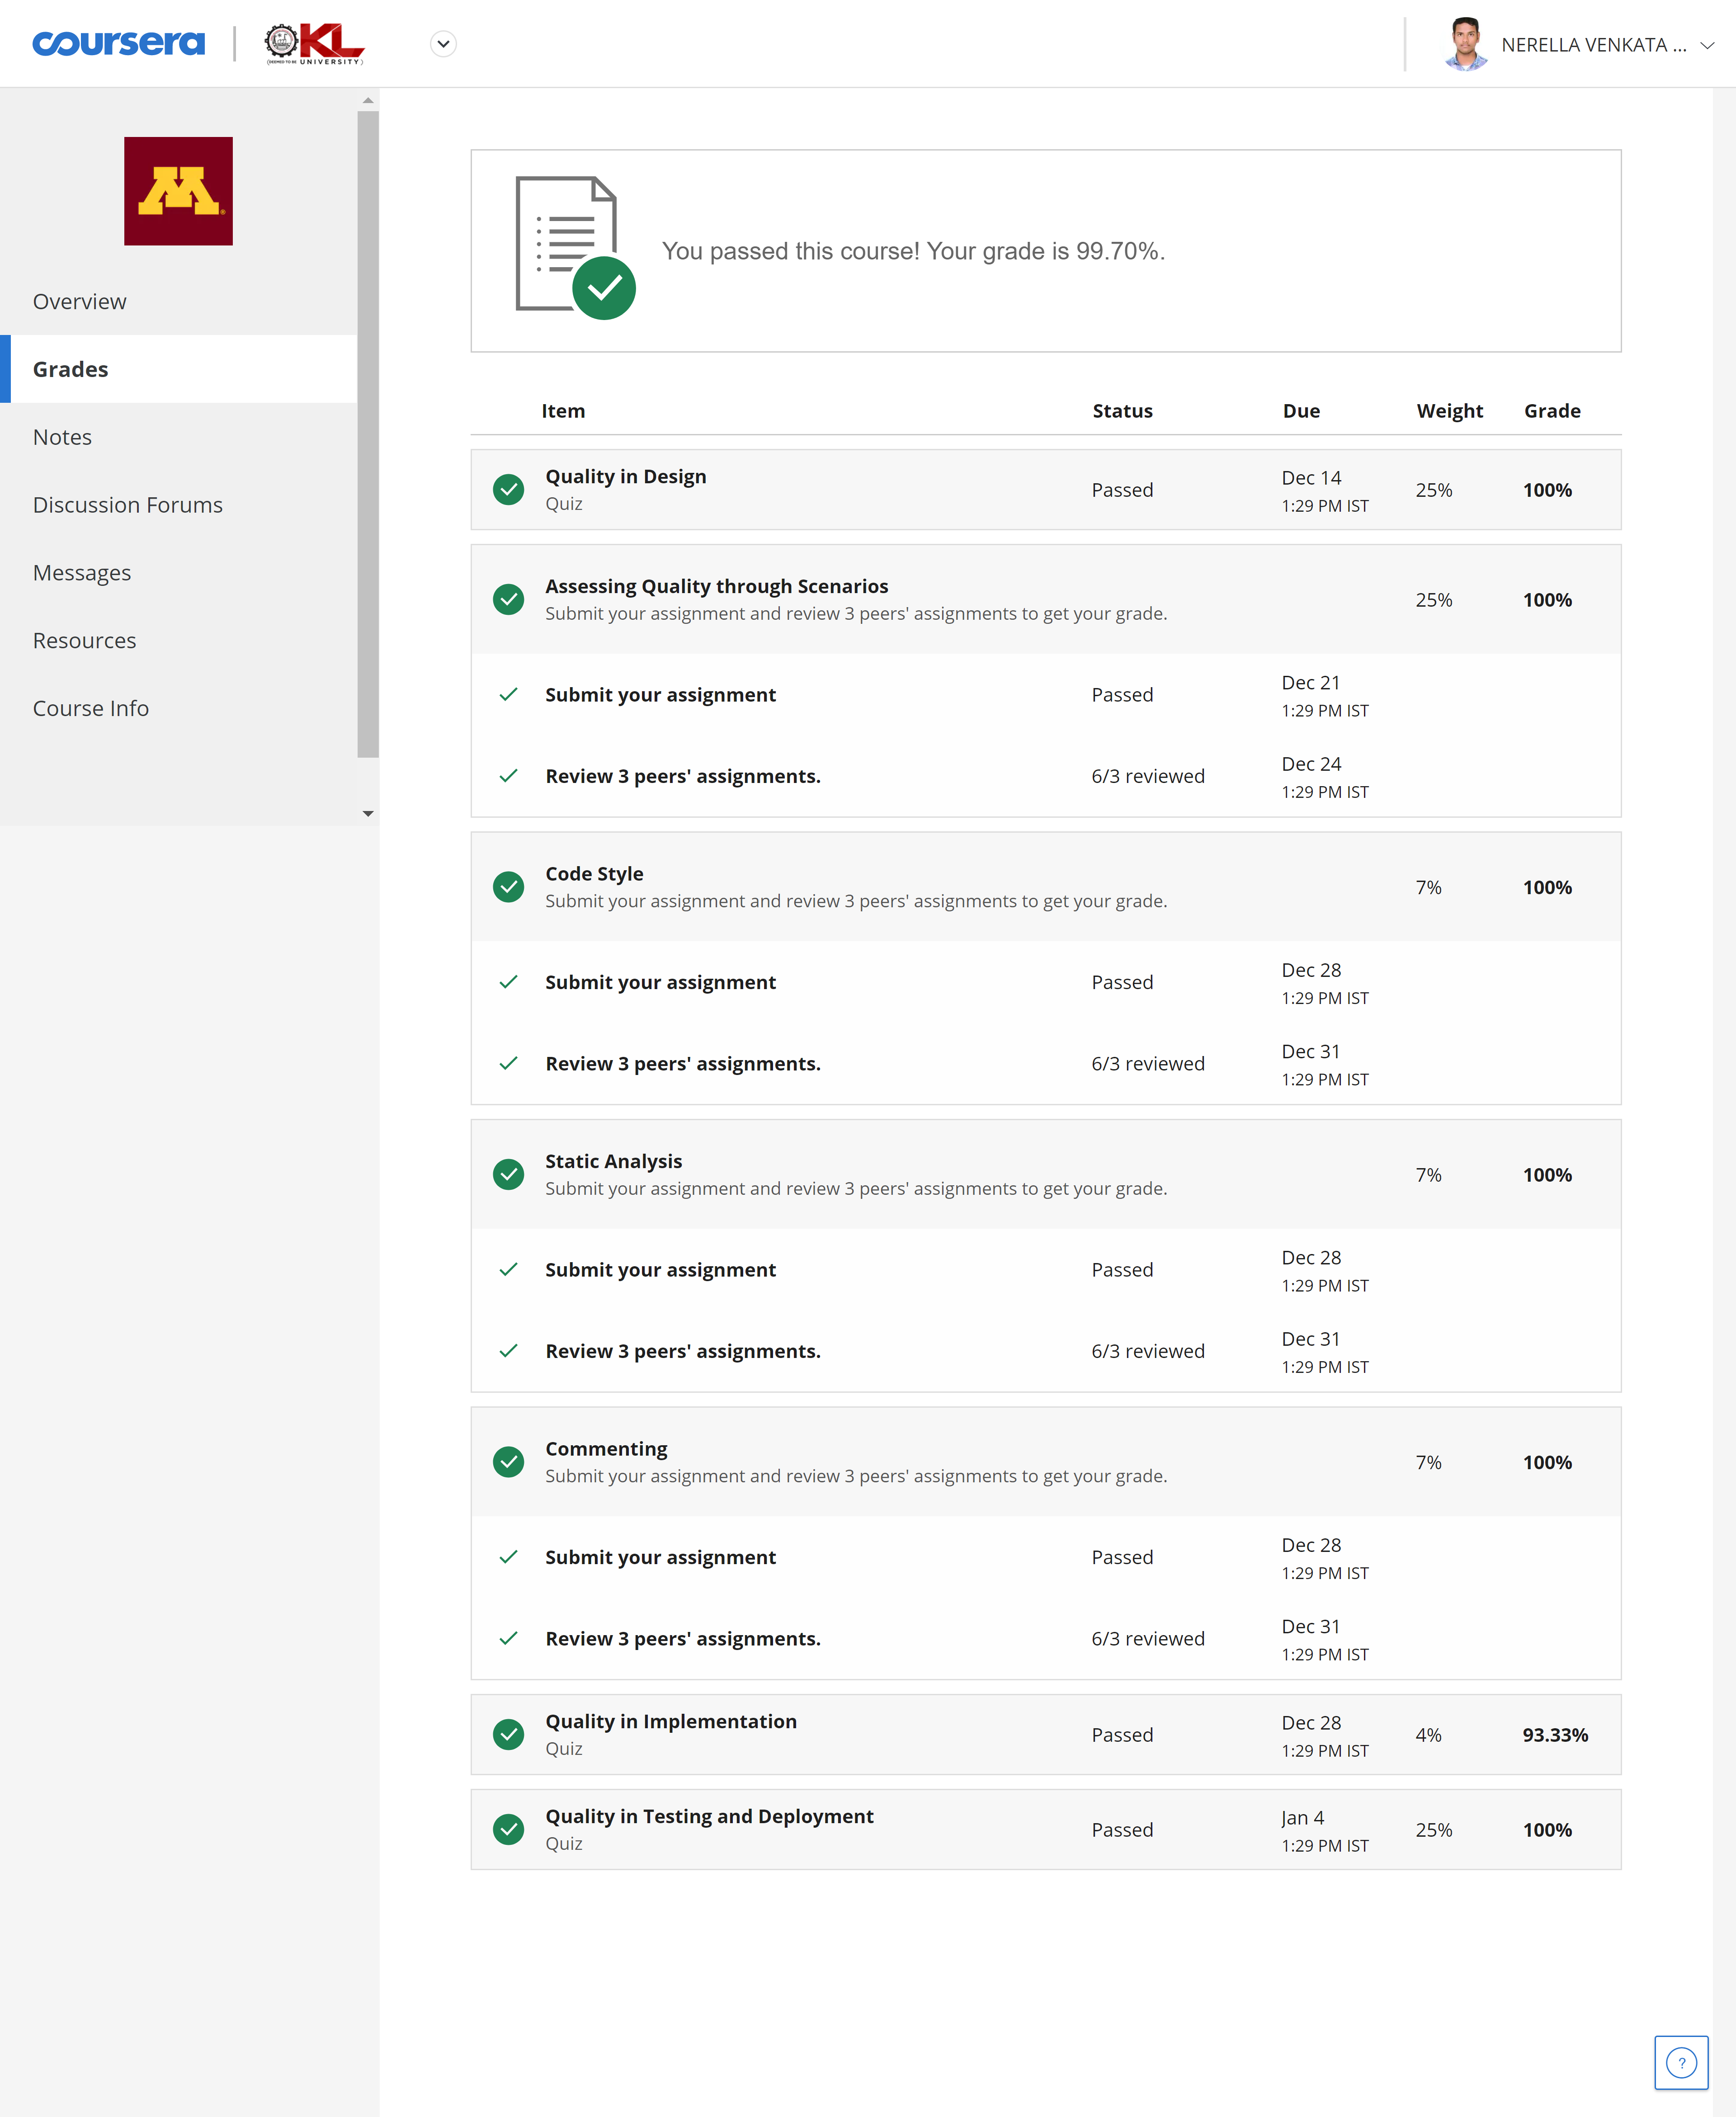 coursera
KL
(DEEMED TO BE UNIVERSITY)
NERELLA VENKATA ...
M
Overview
Grades
Notes
Discussion Forums
Messages
Resources
Course Info
You passed this course! Your grade is 99.70%.
Item Status Due Weight Grade
Quality in Design
Quiz
Passed
Dec 14
1:29 PM IST
25%
100%
Assessing Quality through Scenarios
Submit your assignment and review 3 peers' assignments to get your grade.
25%
100%
Submit your assignment
Passed
Dec 21
1:29 PM IST
Review 3 peers' assignments.
6/3 reviewed
Dec 24
1:29 PM IST
Code Style
Submit your assignment and review 3 peers' assignments to get your grade.
7%
100%
Submit your assignment
Passed
Dec 28
1:29 PM IST
Review 3 peers' assignments.
6/3 reviewed
Dec 31
1:29 PM IST
Static Analysis
Submit your assignment and review 3 peers' assignments to get your grade.
7%
100%
Submit your assignment
Passed
Dec 28
1:29 PM IST
Review 3 peers' assignments.
6/3 reviewed
Dec 31
1:29 PM IST
Commenting
Submit your assignment and review 3 peers' assignments to get your grade.
7%
100%
Submit your assignment
Passed
Dec 28
1:29 PM IST
Review 3 peers' assignments.
6/3 reviewed
Dec 31
1:29 PM IST
Quality in Implementation
Quiz
Passed
Dec 28
1:29 PM IST
4%
93.33%
Quality in Testing and Deployment
Quiz
Passed
Jan 4
1:29 PM IST
25%
100%
?